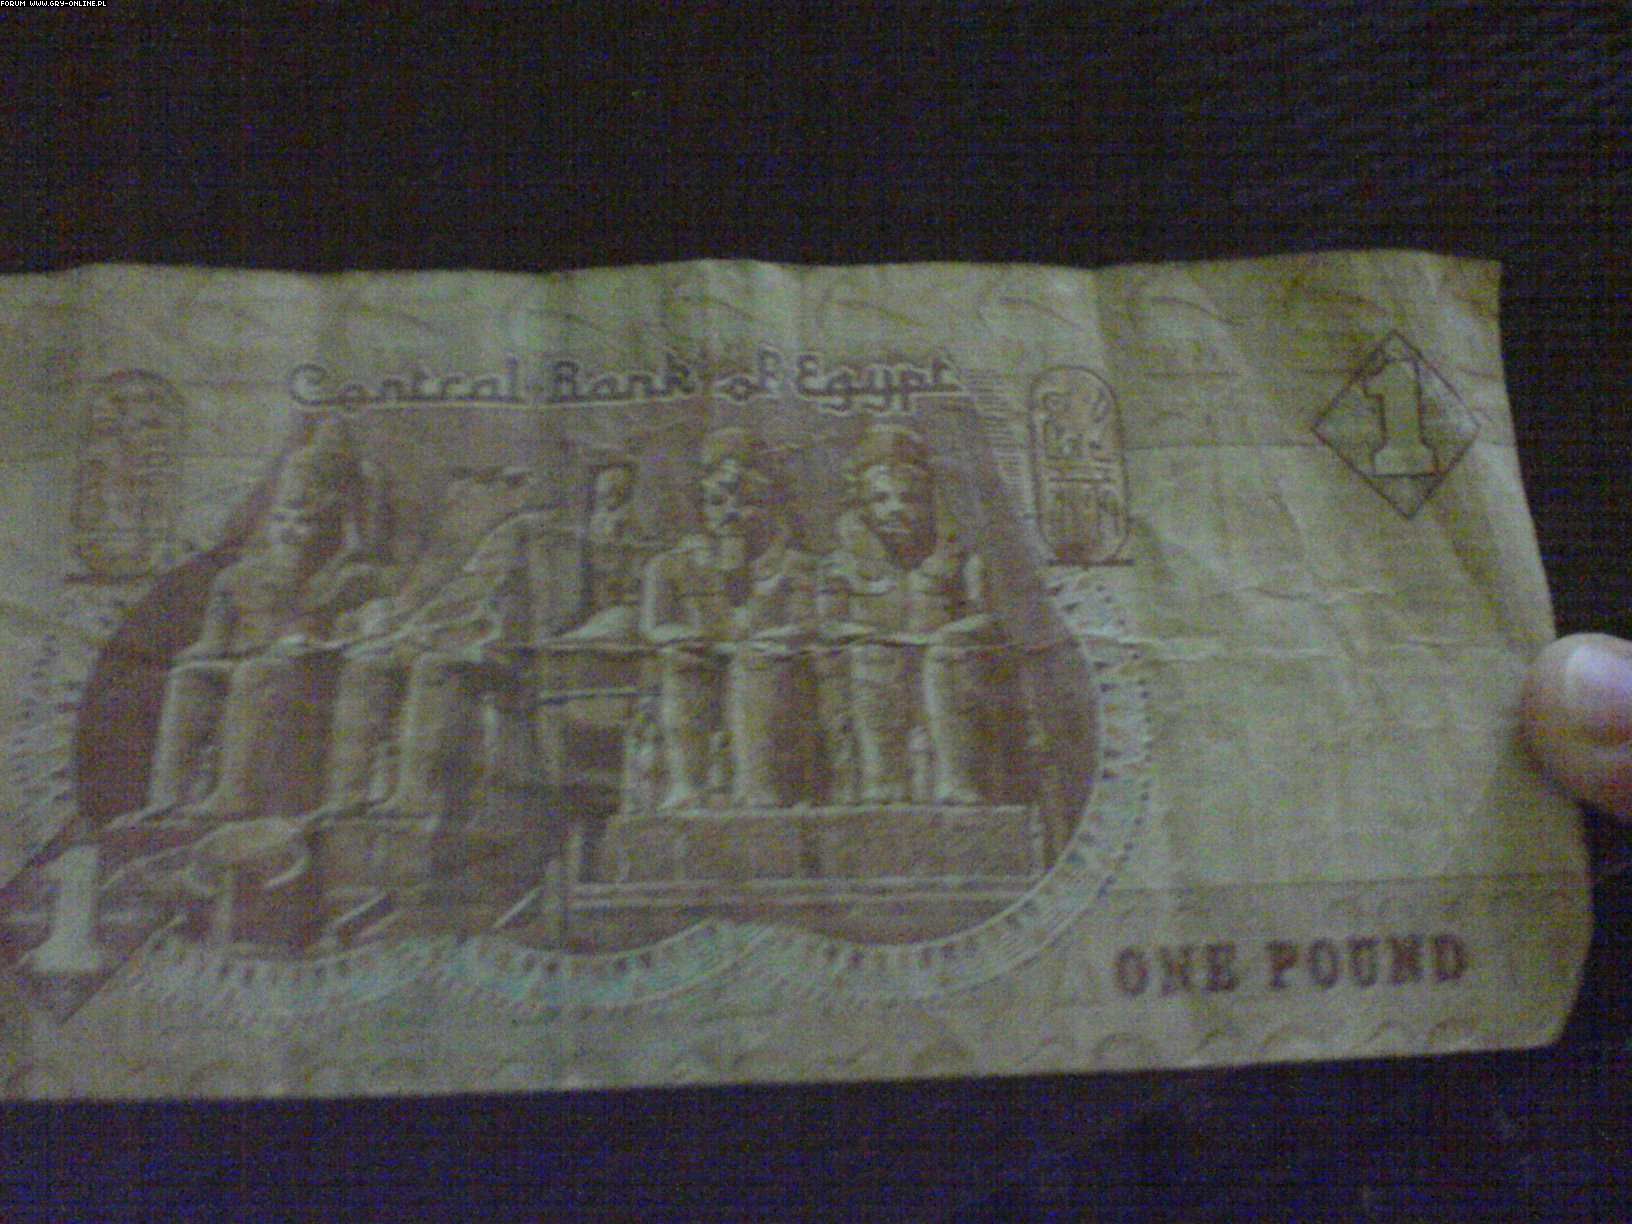 FORUM WWW.GRY-ONLINE.PL
Central Bank of Egypt
1
1
ONE POUND